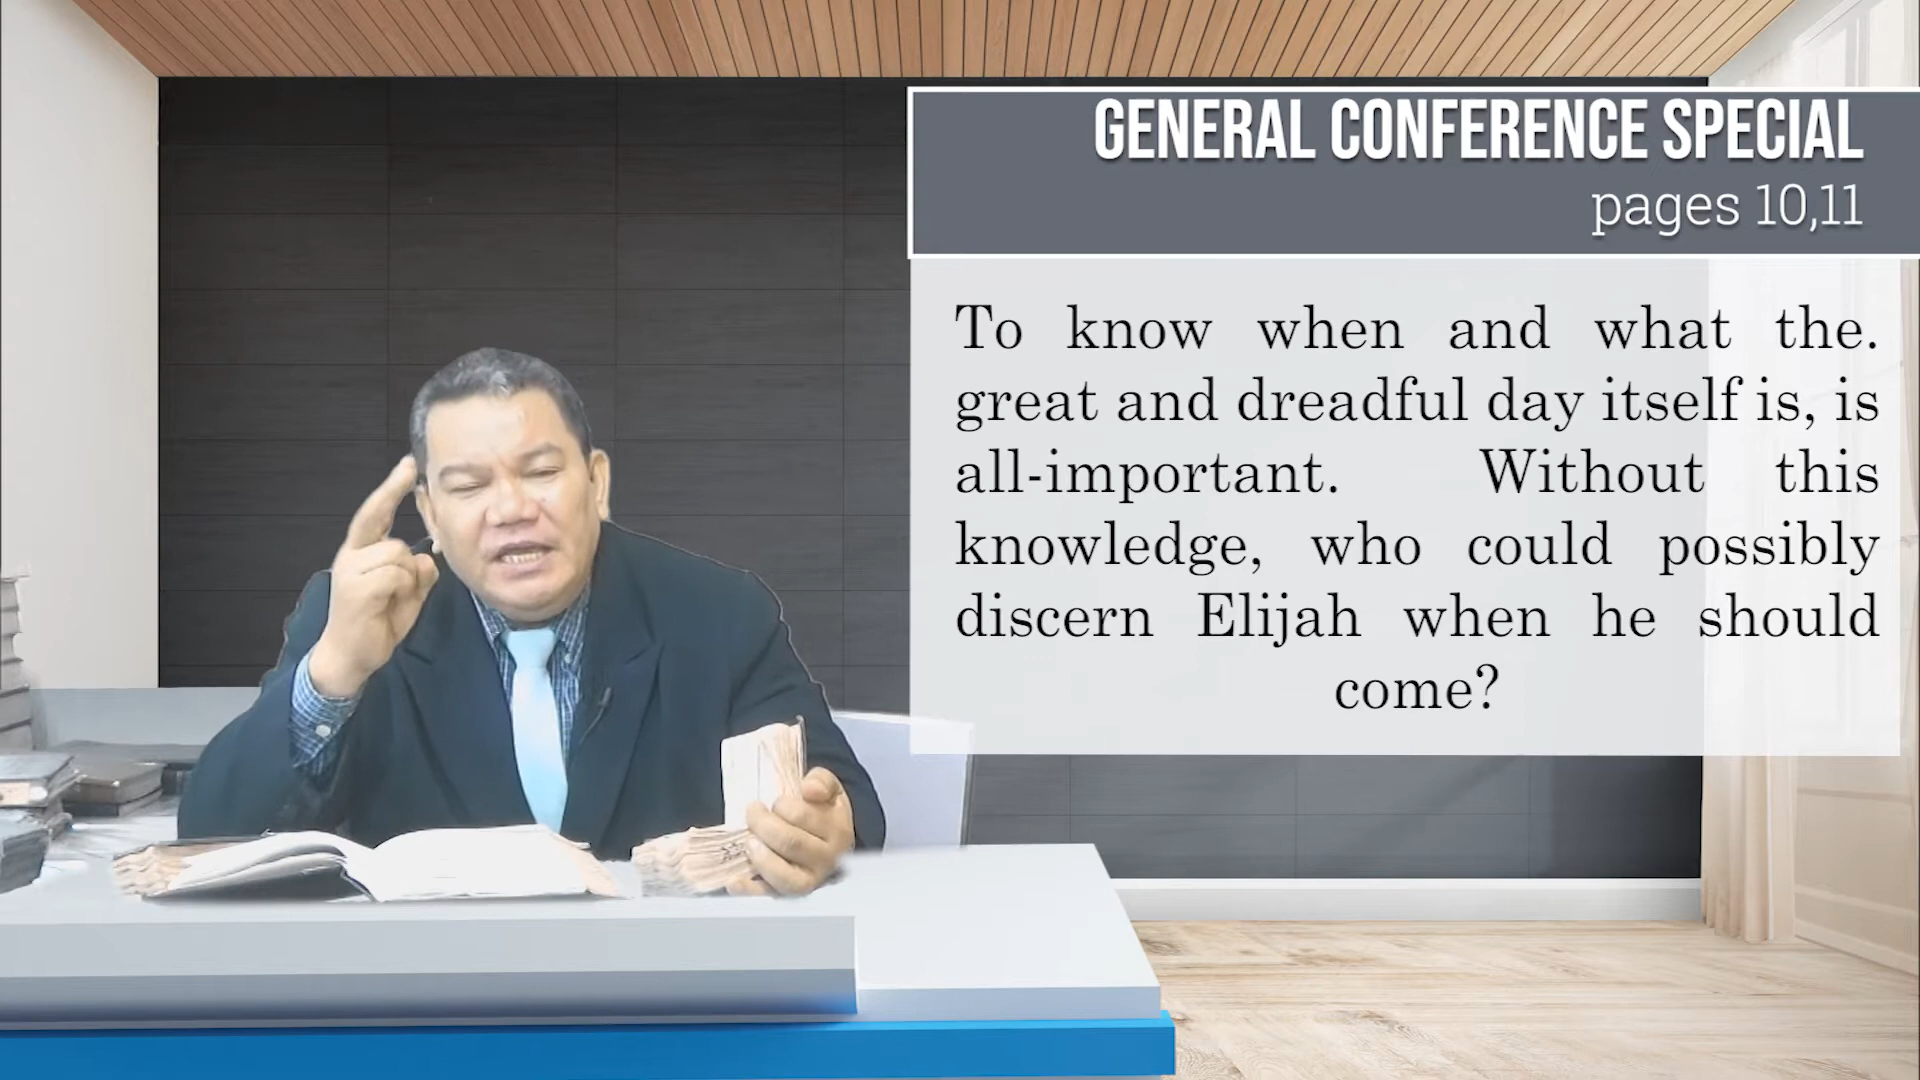 GENERAL CONFERENCE SPECIAL
pages 10,11
To know when and what the.
great and dreadful day itself is, is
all-important. Without this
knowledge, who could possibly
discern Elijah when he should
come?